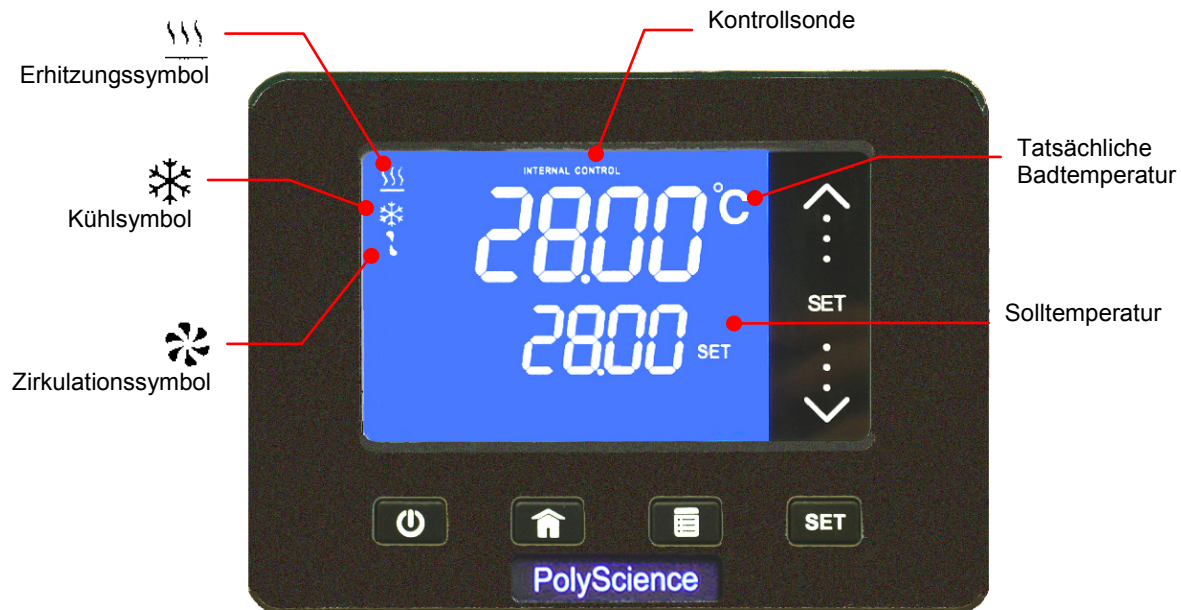 Kontrollsonde
Erhitzungssymbol
INTERNAL CONTROL
Tatsächliche
Badtemperatur
28.00 °C
Kühlsymbol
SET
Solltemperatur
28.00 SET
Zirkulationssymbol
SET
PolyScience